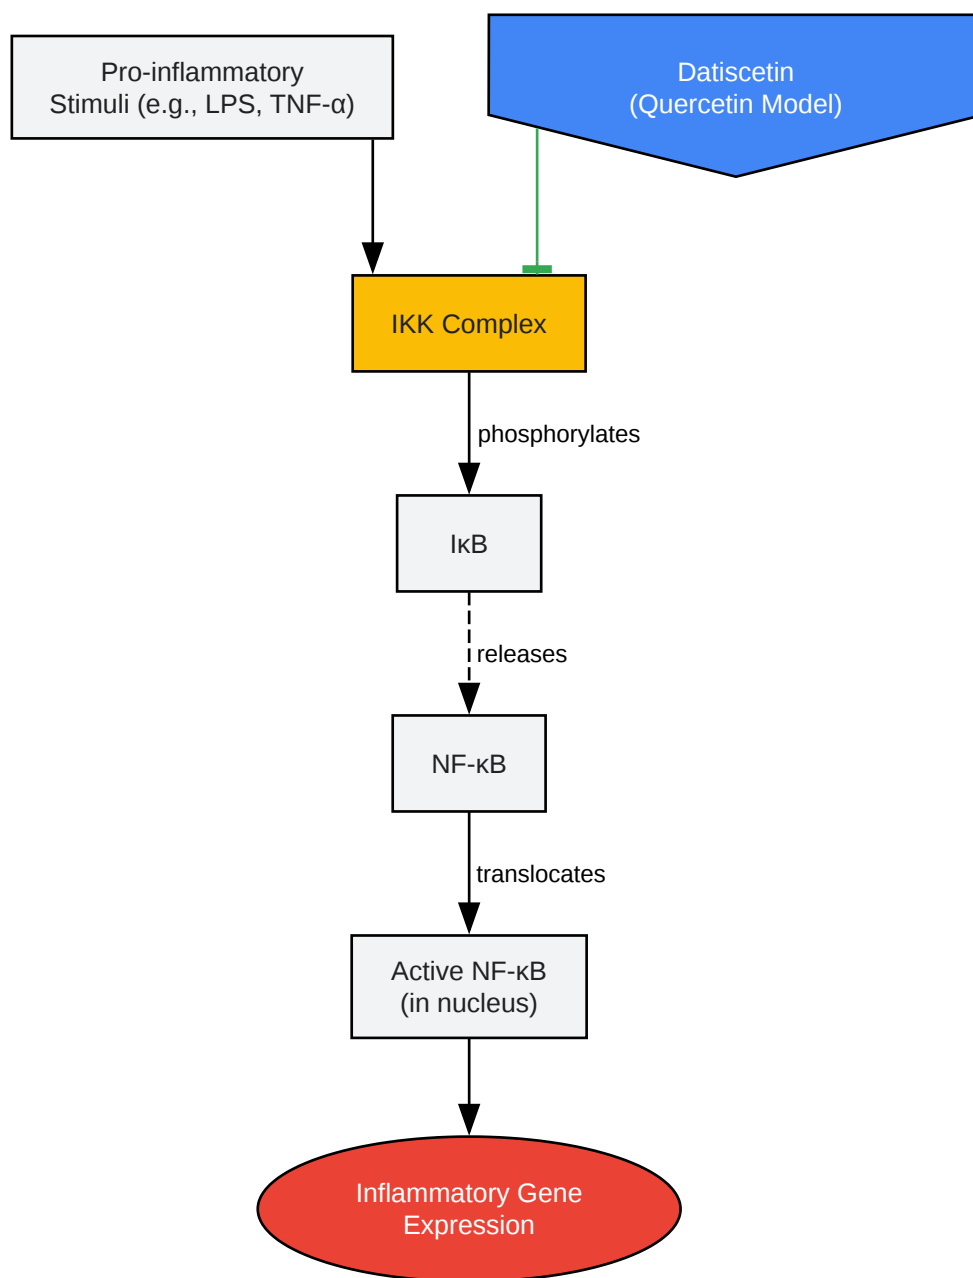 Pro-inflammatory
Stimuli (e.g., LPS, TNF-α)
Datiscetin
(Quercetin Model)
IKK Complex
phosphorylates
IκB
releases
NF-κB
translocates
Active NF-κB
(in nucleus)
Inflammatory Gene
Expression